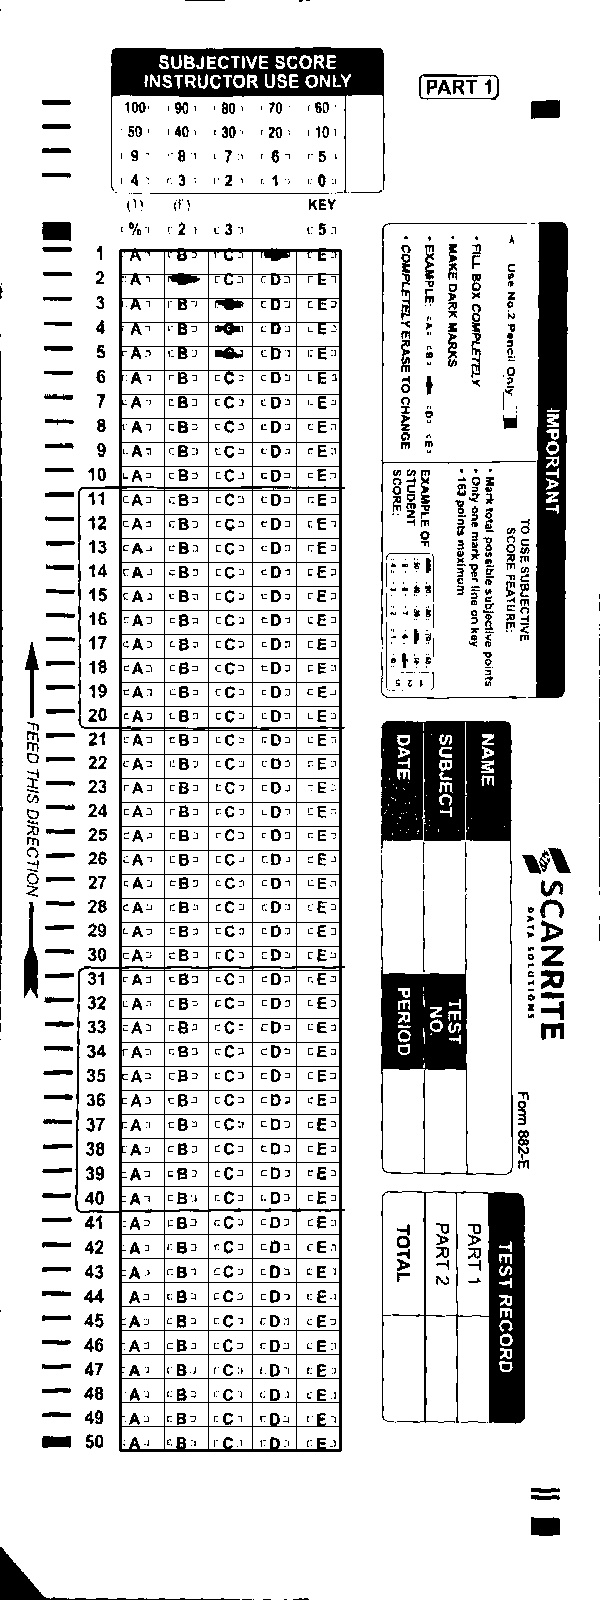 SUBJECTIVE SCORE
INSTRUCTOR USE ONLY
100 90 80 70 60
50 40 30 20 10
9 8 7 6 5
4 3 2 1 0
(T) (F) KEY
% 2 3 5
PART 1
1 A B C E
2 A C D E
3 A B C D E
4 A B C D E
5 A B C D E
6 A B C D E
7 A B C D E
8 A B C D E
9 A B C D E
10 A B C D E
11 A B C D E
12 A B C D E
13 A B C D E
14 A B C D E
15 A B C D E
16 A B C D E
17 A B C D E
18 A B C D E
19 A B C D E
20 A B C D E
21 A B C D E
22 A B C D E
23 A B C D E
24 A B C D E
25 A B C D E
26 A B C D E
27 A B C D E
28 A B C D E
29 A B C D E
30 A B C D E
31 A B C D E
32 A B C D E
33 A B C D E
34 A B C D E
35 A B C D E
36 A B C D E
37 A B C D E
38 A B C D E
39 A B C D E
40 A B C D E
41 A B C D E
42 A B C D E
43 A B C D E
44 A B C D E
45 A B C D E
46 A B C D E
47 A B C D E
48 A B C D E
49 A B C D E
50 A B C D E
FEED THIS DIRECTION
IMPORTANT
Use No. 2 Pencil Only
• FILL BOX COMPLETELY
• MAKE DARK MARKS
• EXAMPLE: A B D E
• COMPLETELY ERASE TO CHANGE
TO USE SUBJECTIVE
SCORE FEATURE:
• Mark total possible subjective points
• Only one mark per line on key
• 163 points maximum
EXAMPLE OF
STUDENT
SCORE:
NAME
SUBJECT
DATE
TEST
NO.
PERIOD
SCANRITE
DATA SOLUTIONS
Form 882-E
TEST RECORD
PART 1
PART 2
TOTAL